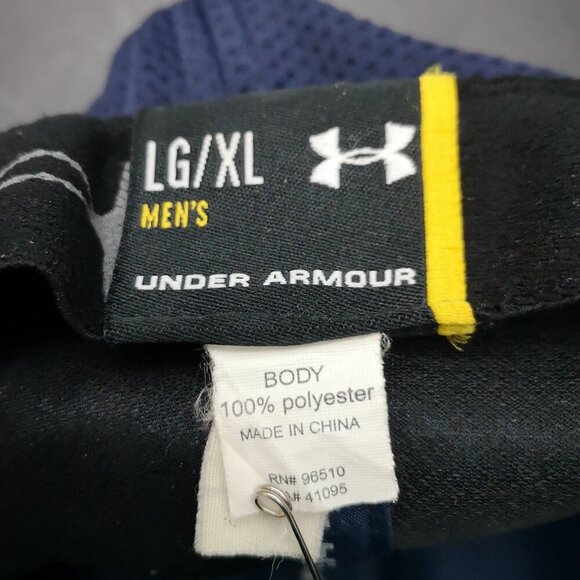 LG/XL
MEN'S
UNDER ARMOUR
BODY
100% polyester
MADE IN CHINA
RN# 96510
# 41095